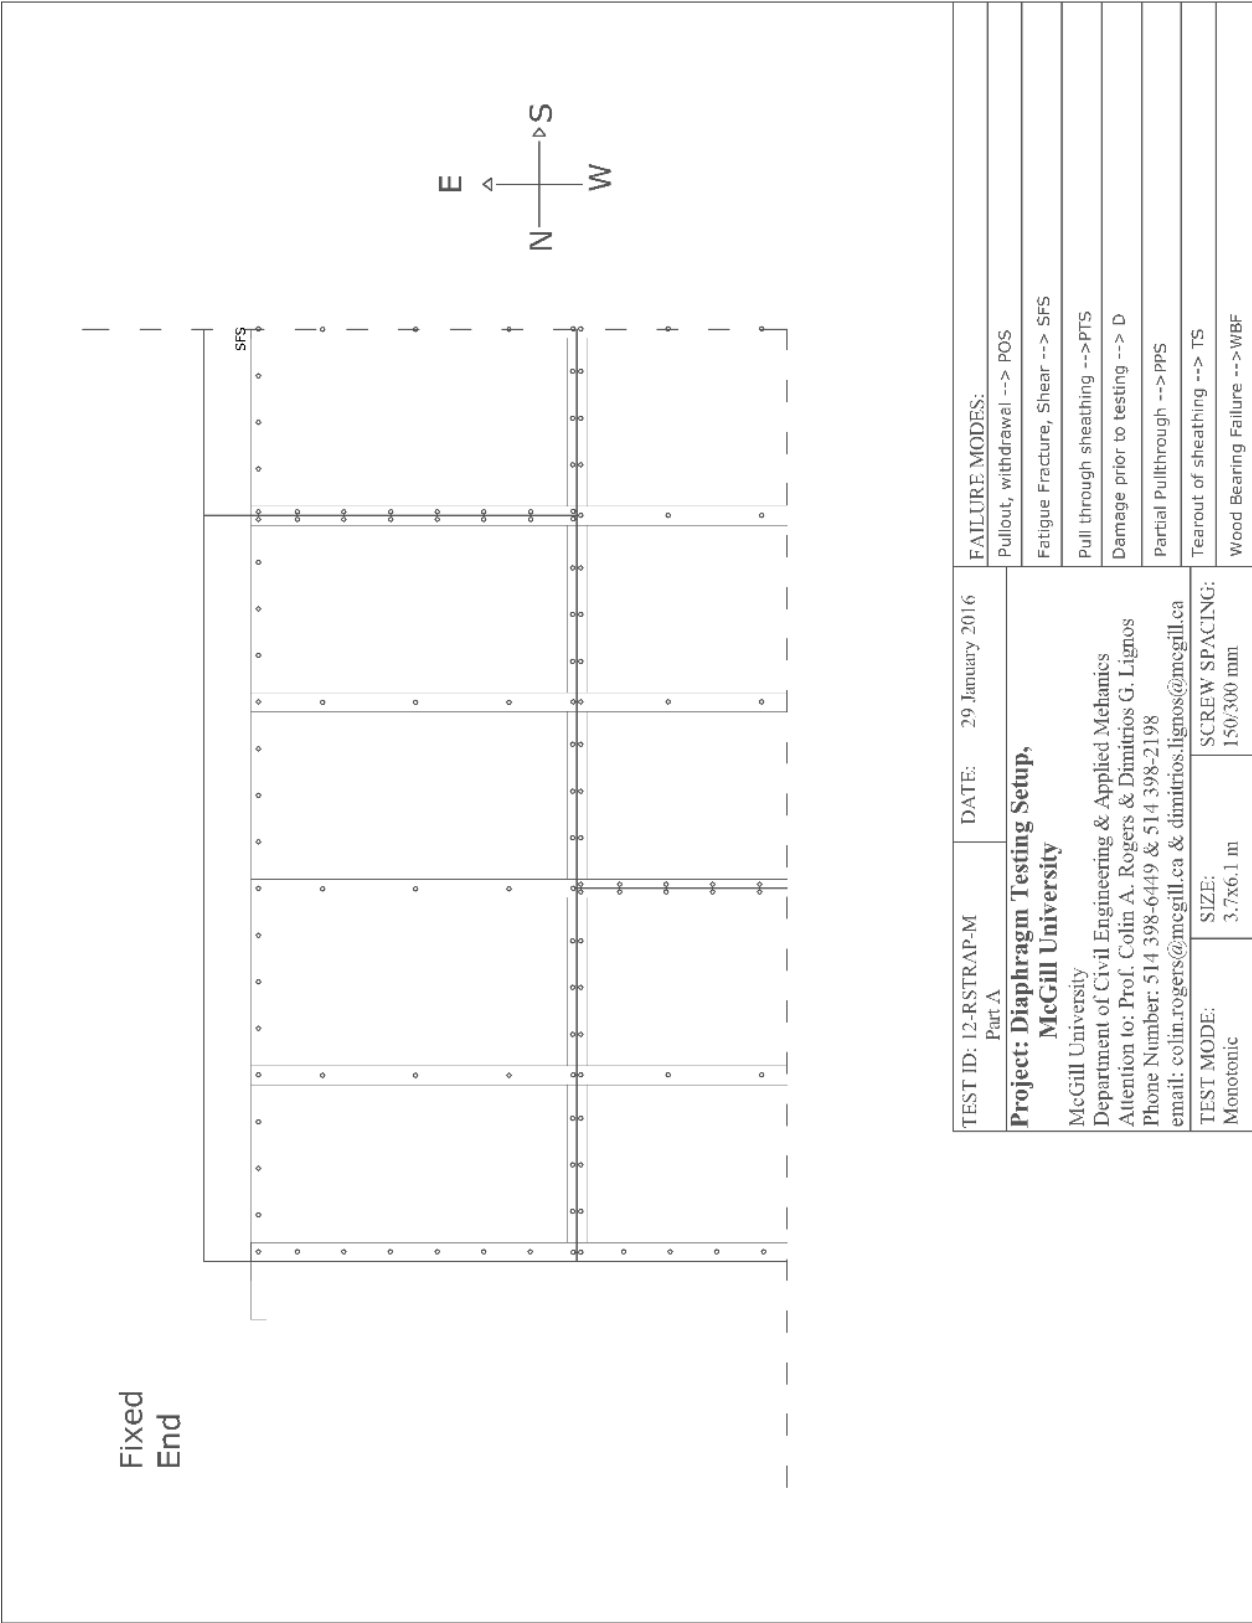 Fixed
End
SFS
E
S
N
W
TEST ID: 12-RSTRAP-M
Part A
DATE: 29 January 2016
Project: Diaphragm Testing Setup,
McGill University
McGill University
Department of Civil Engineering & Applied Mehanics
Attention to: Prof. Colin A. Rogers & Dimitrios G. Lignos
Phone Number: 514 398-6449 & 514 398-2198
email: colin.rogers@mcgill.ca & dimitrios.lignos@mcgill.ca
TEST MODE:
Monotonic
SIZE:
3.7x6.1 m
SCREW SPACING:
150/300 mm
FAILURE MODES:
Pullout, withdrawal --> POS
Fatigue Fracture, Shear --> SFS
Pull through sheathing -->PTS
Damage prior to testing --> D
Partial Pullthrough -->PPS
Tearout of sheathing --> TS
Wood Bearing Failure -->WBF